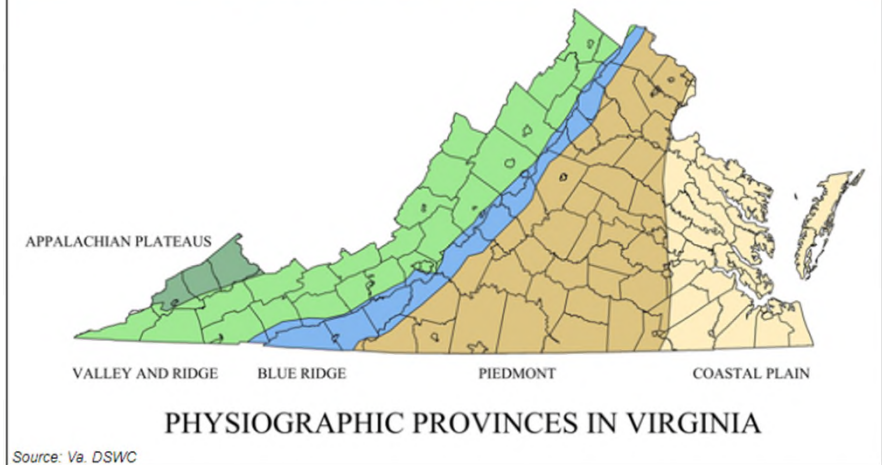 APPALACHIAN PLATEAUS
VALLEY AND RIDGE
BLUE RIDGE
PIEDMONT
COASTAL PLAIN
PHYSIOGRAPHIC PROVINCES IN VIRGINIA
Source: Va. DSWC